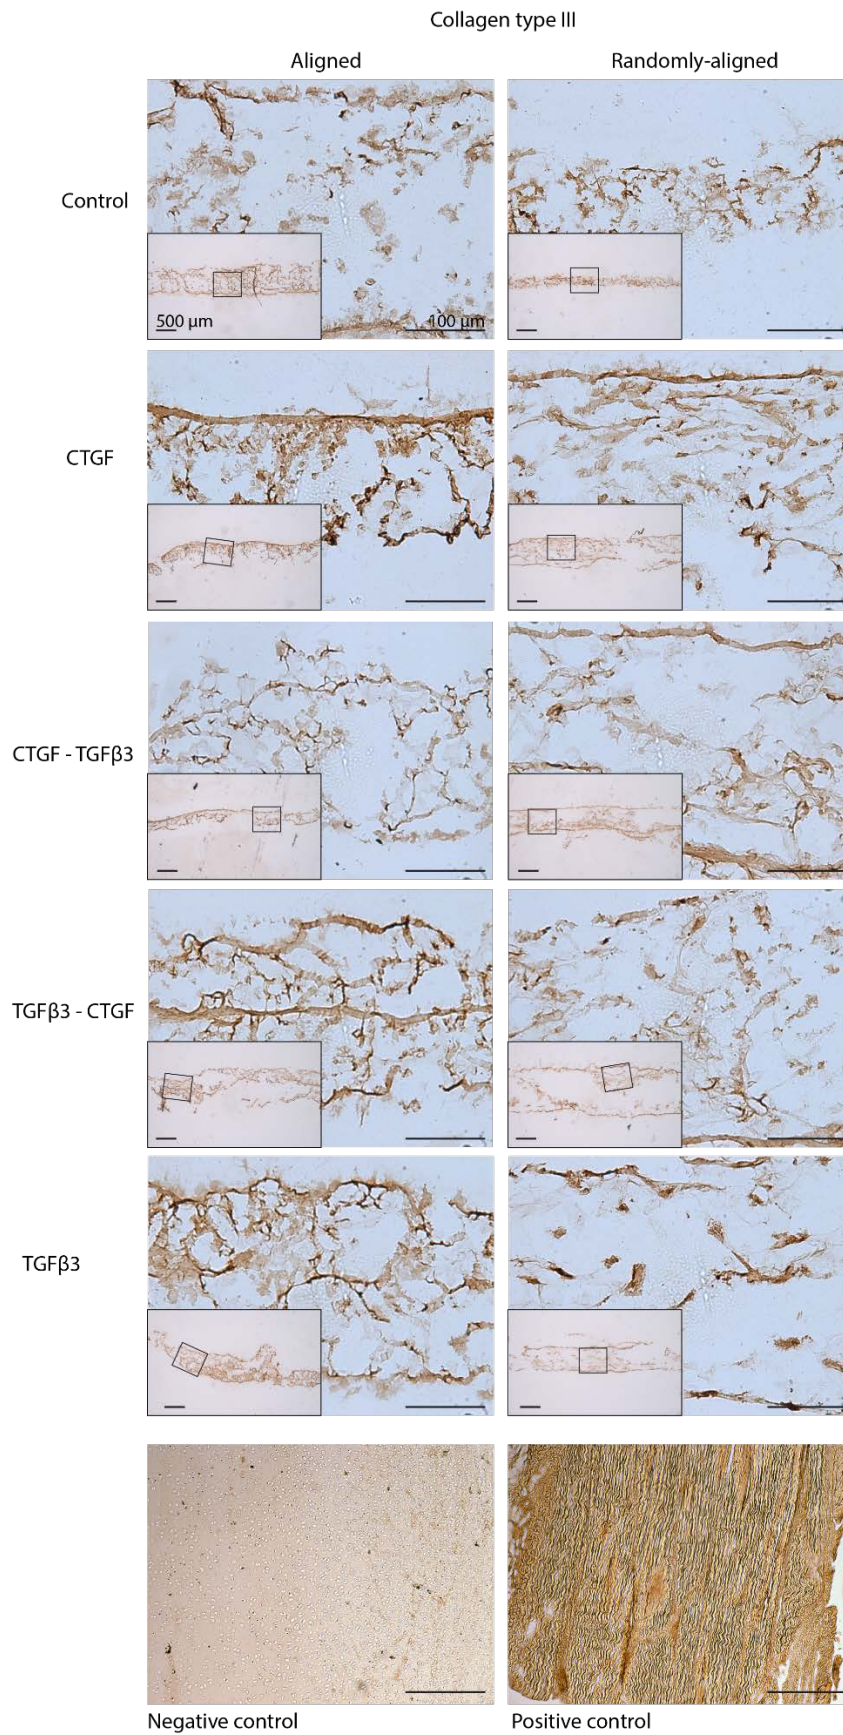 Collagen type III
Aligned
Randomly-aligned
Control
500 µm
100 µm
CTGF
CTGF - TGFβ3
TGFβ3 - CTGF
TGFβ3
Negative control
Positive control